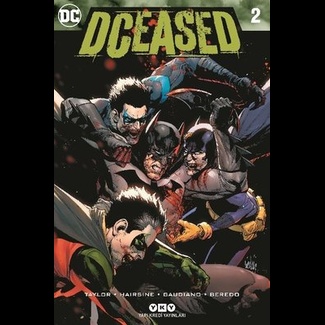 DC
2
DCEASED
TAYLOR • HAIRSINE • GAUDIANO • BEREDO
YKY
YAPI KREDİ YAYINLARI